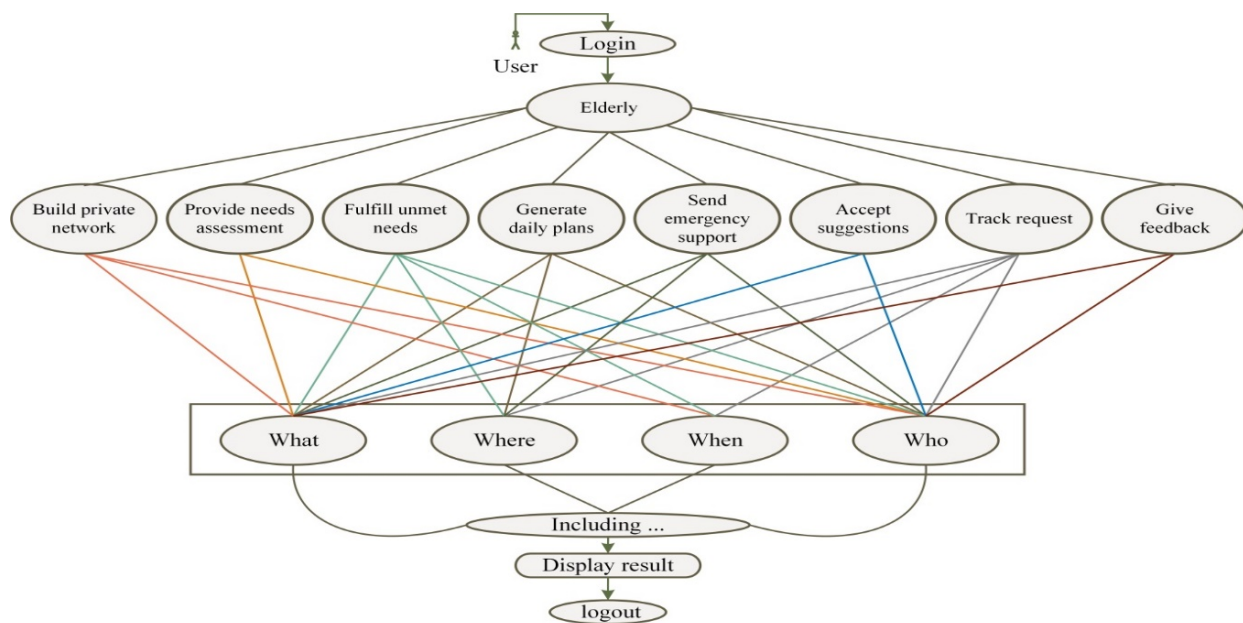 Login
User
Elderly
Build private
network
Provide needs
assessment
Fulfill unmet
needs
Generate
daily plans
Send
emergency
support
Accept
suggestions
Track request
Give
feedback
What
Where
When
Who
Including ...
Display result
logout